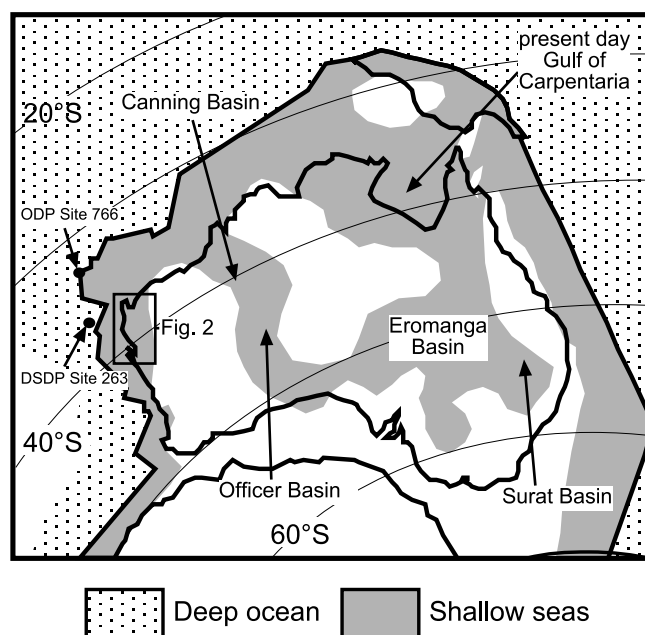 present day
Gulf of
Carpentaria
Canning Basin
20°S
ODP Site 766
Fig. 2
Eromanga
Basin
DSDP Site 263
40°S
Officer Basin
Surat Basin
60°S
Deep ocean
Shallow seas